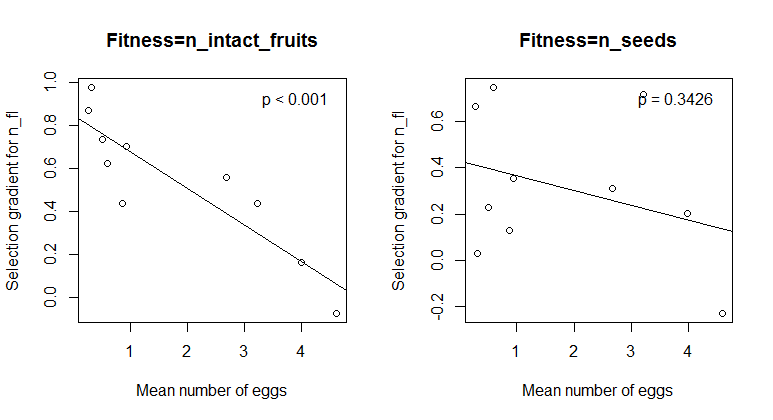 Fitness=n_intact_fruits
p < 0.001
Selection gradient for n_fl
0.0 0.2 0.4 0.6 0.8 1.0
1 2 3 4
Mean number of eggs
Fitness=n_seeds
p = 0.3426
Selection gradient for n_fl
-0.2 0.0 0.2 0.4 0.6
1 2 3 4
Mean number of eggs